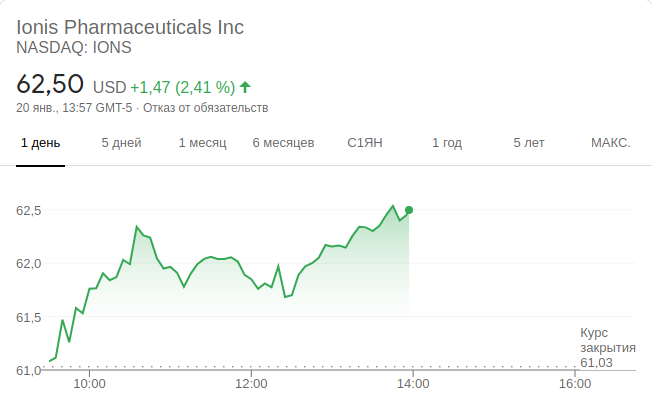 Ionis Pharmaceuticals Inc
NASDAQ: IONS
62,50 USD +1,47 (2,41 %)
20 янв., 13:57 GMT-5 · Отказ от обязательств
1 день 5 дней 1 месяц 6 месяцев С1ЯН 1 год 5 лет МАКС.
62,5
62,0
61,5
61,0
Курс
закрытия
61,03
10:00 12:00 14:00 16:00